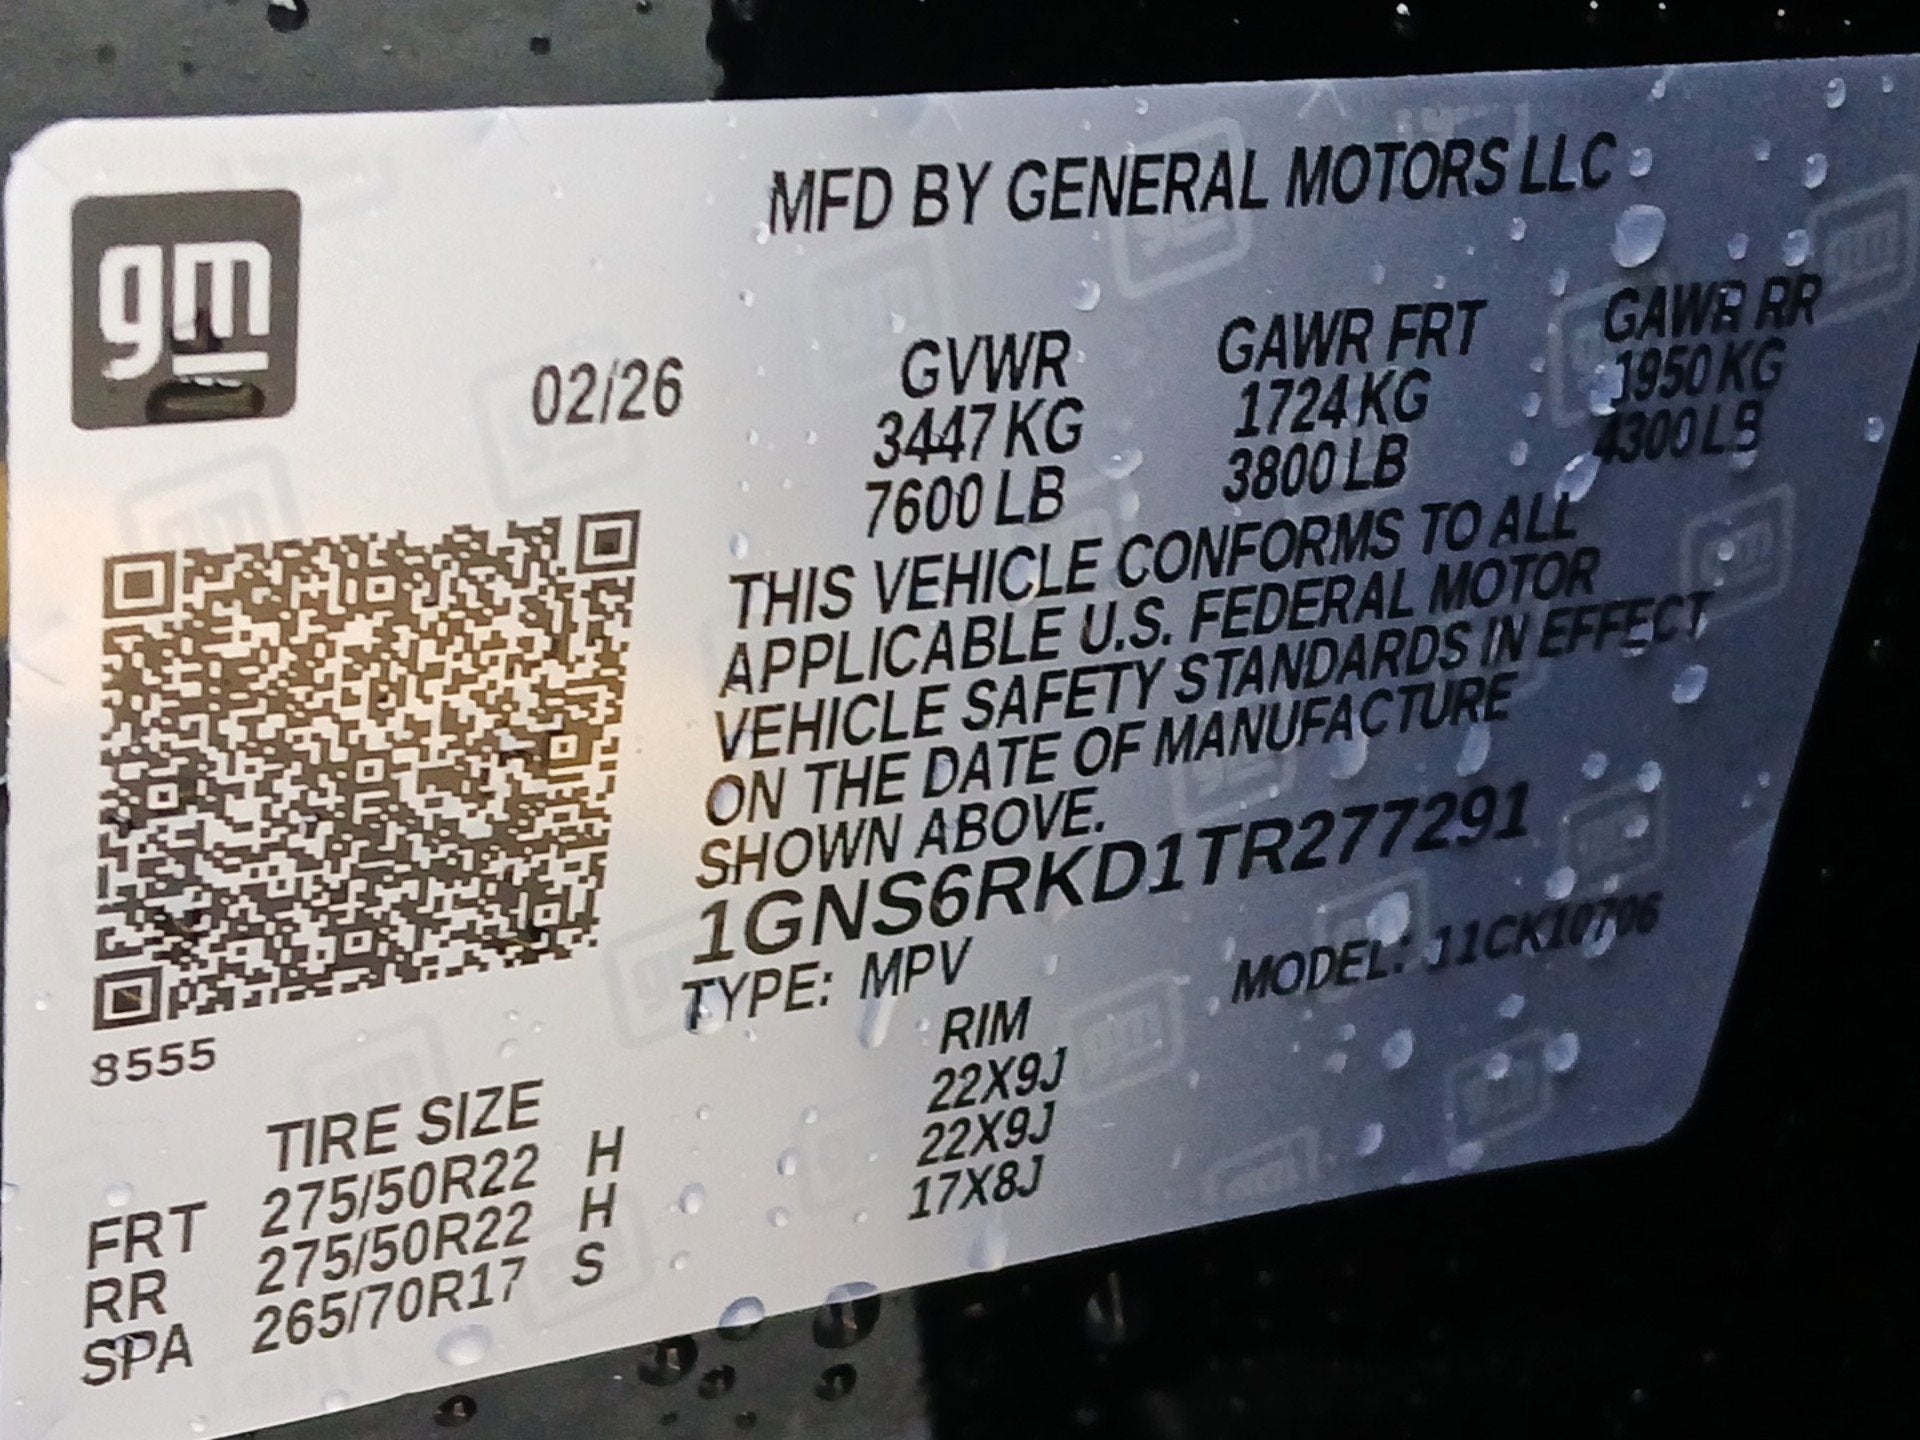 gm
MFD BY GENERAL MOTORS LLC
02/26
GVWR GAWR FRT GAWR RR
3447 KG 1724 KG 1950 KG
7600 LB 3800 LB 4300 LB
THIS VEHICLE CONFORMS TO ALL
APPLICABLE U.S. FEDERAL MOTOR
VEHICLE SAFETY STANDARDS IN EFFECT
ON THE DATE OF MANUFACTURE
SHOWN ABOVE.
1GNS6RKD1TR277291
TYPE: MPV MODEL: 11CK10706
8555
TIRE SIZE RIM
FRT 275/50R22 H 22X9J
RR 275/50R22 H 22X9J
SPA 265/70R17 S 17X8J